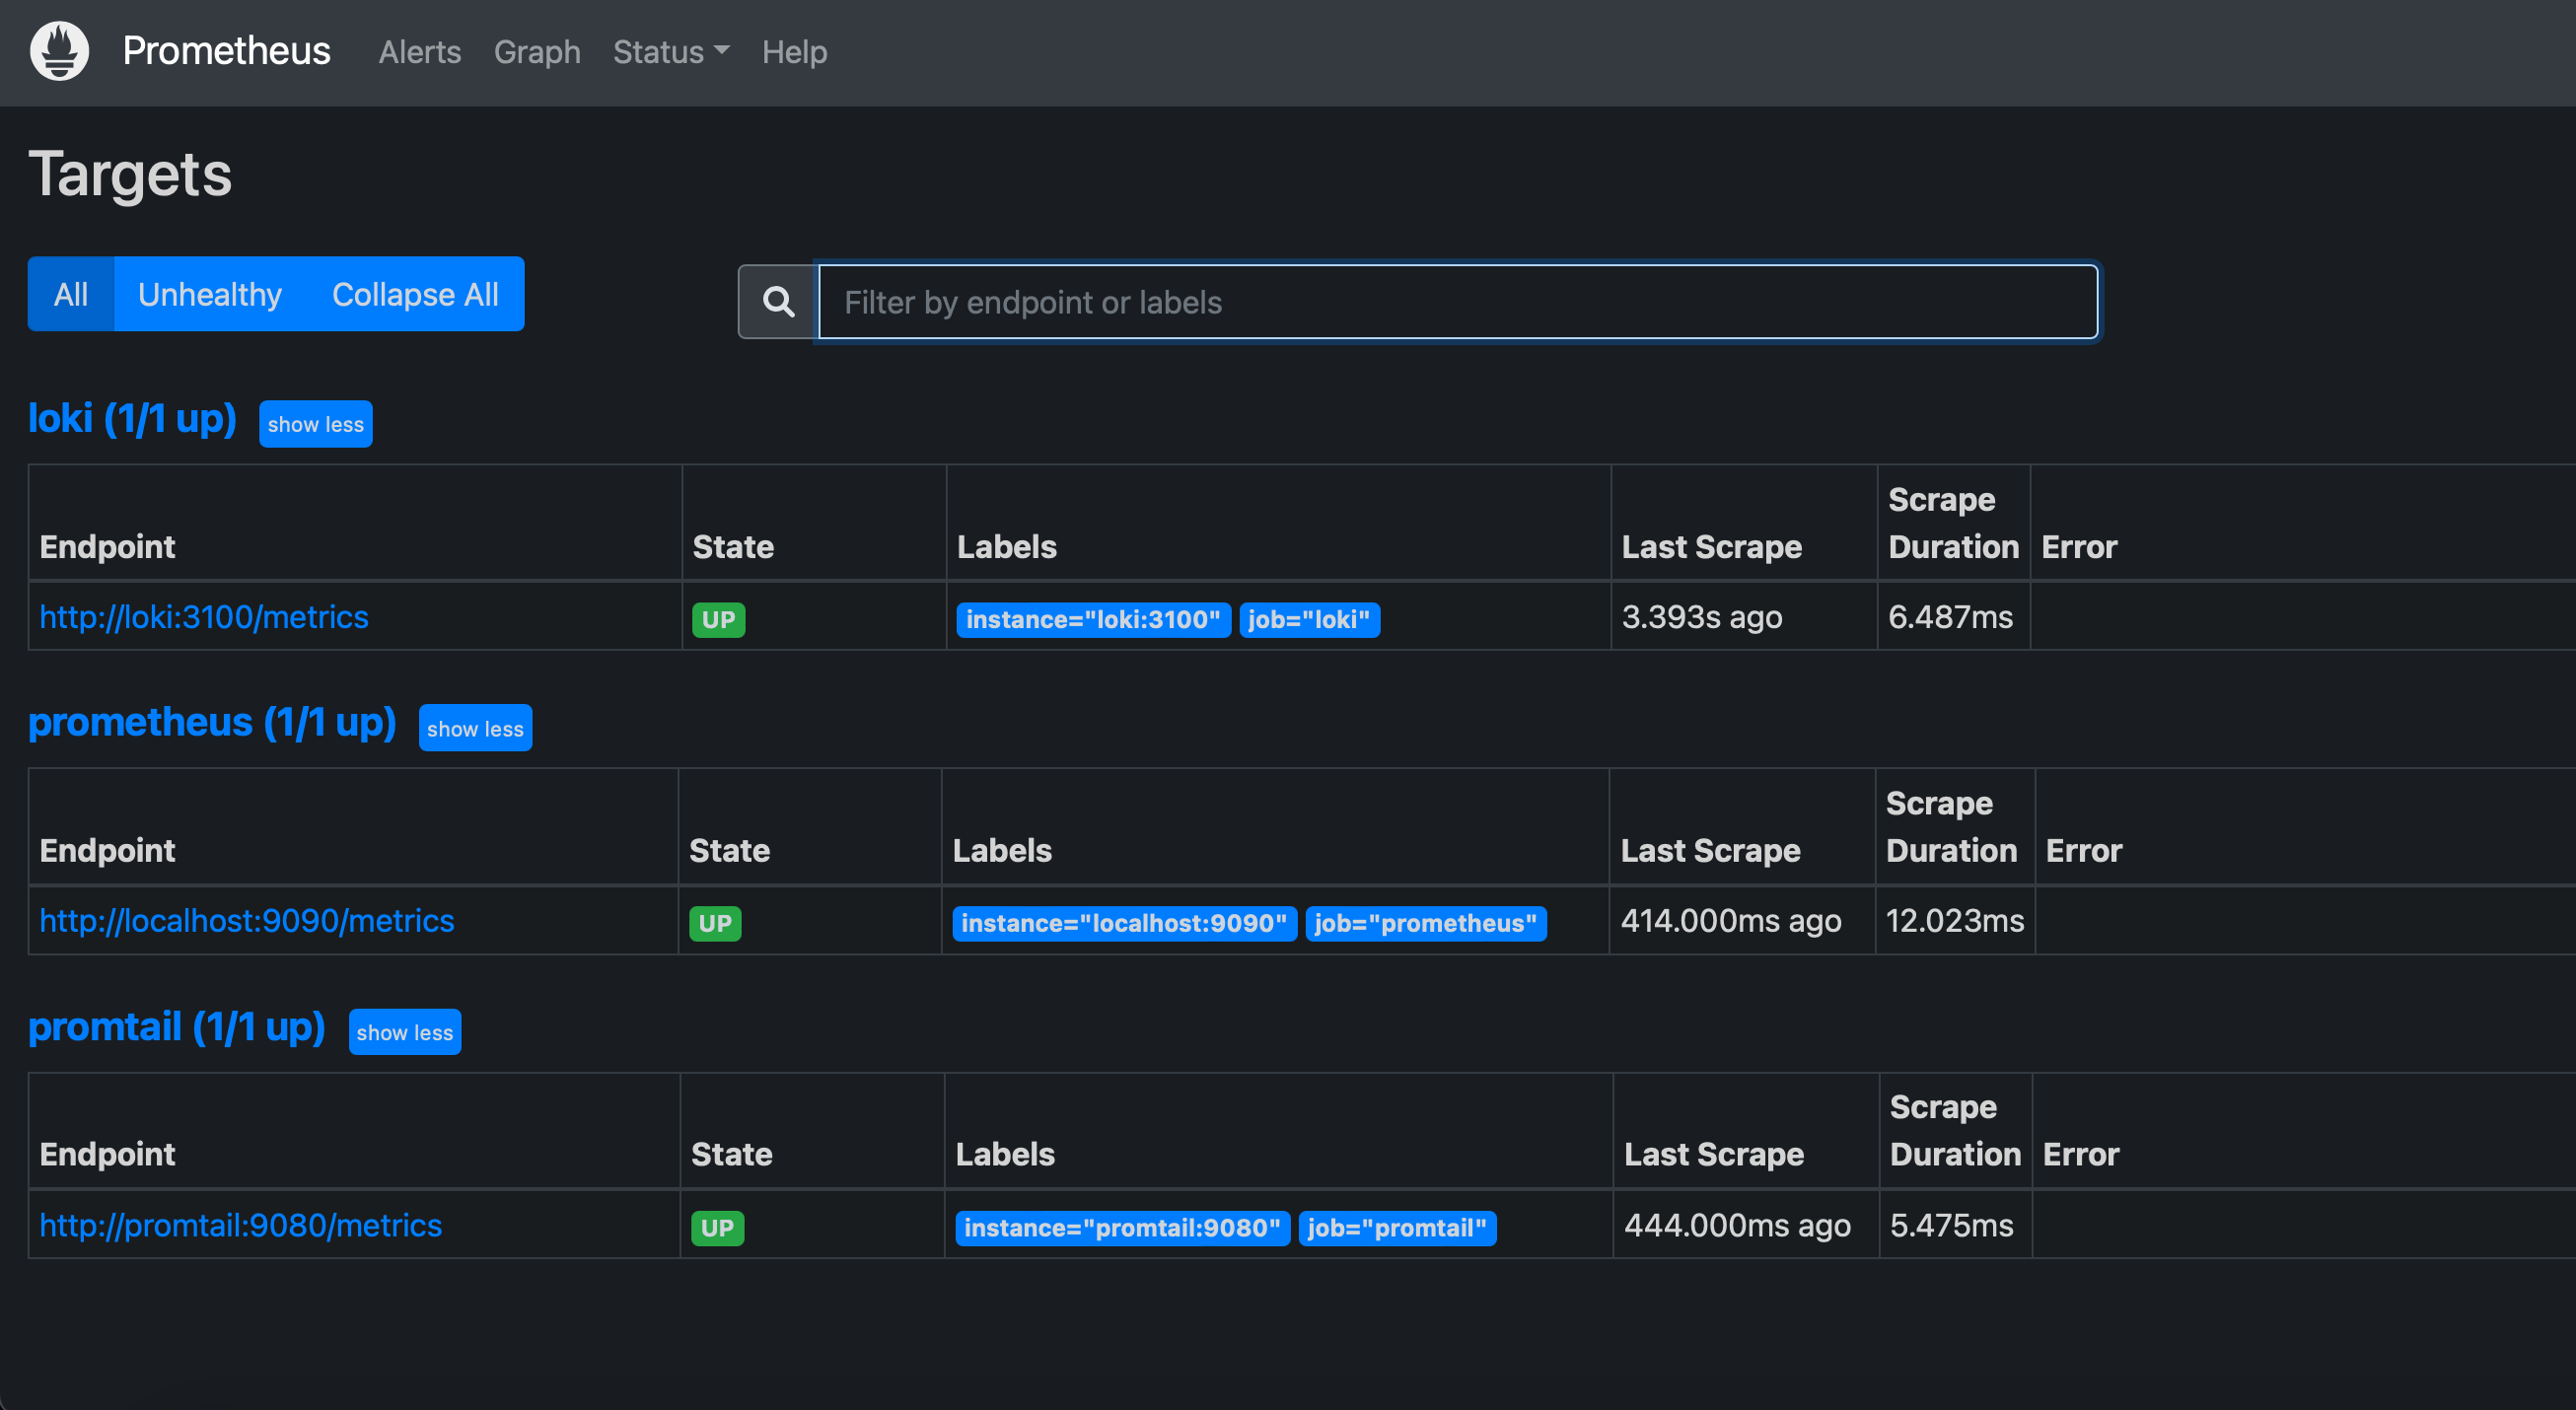 Prometheus Alerts Graph Status Help
Targets
All Unhealthy Collapse All
Filter by endpoint or labels
loki (1/1 up) show less
Endpoint State Labels Last Scrape Scrape Duration Error
http://loki:3100/metrics UP instance="loki:3100" job="loki" 3.393s ago 6.487ms
prometheus (1/1 up) show less
Endpoint State Labels Last Scrape Scrape Duration Error
http://localhost:9090/metrics UP instance="localhost:9090" job="prometheus" 414.000ms ago 12.023ms
promtail (1/1 up) show less
Endpoint State Labels Last Scrape Scrape Duration Error
http://promtail:9080/metrics UP instance="promtail:9080" job="promtail" 444.000ms ago 5.475ms